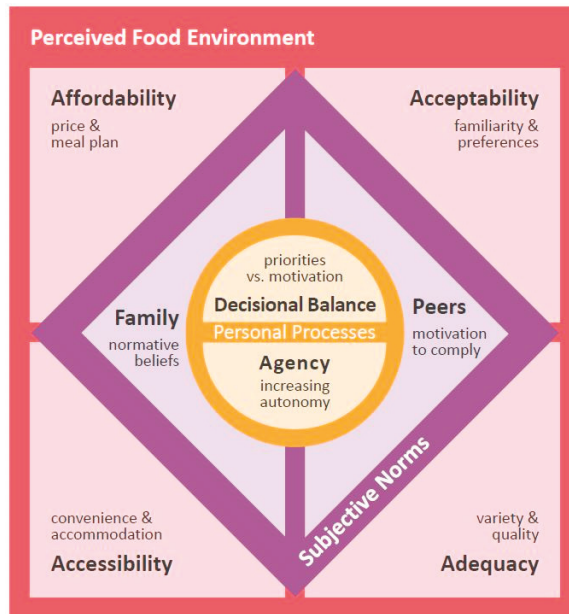 Perceived Food Environment
Affordability
price &
meal plan
Acceptability
familiarity &
preferences
priorities
vs. motivation
Decisional Balance
Personal Processes
Agency
increasing
autonomy
Family
normative
beliefs
Peers
motivation
to comply
Subjective Norms
convenience &
accommodation
Accessibility
variety &
quality
Adequacy